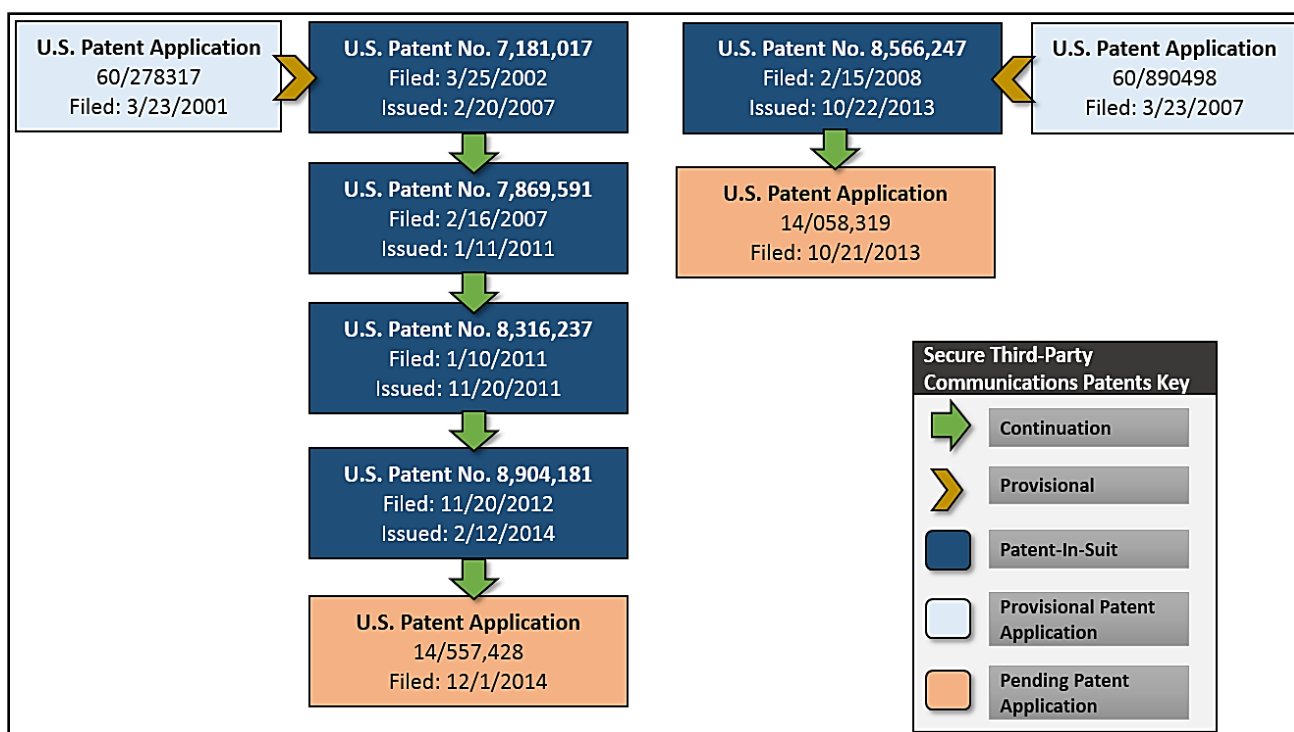 U.S. Patent Application
60/278317
Filed: 3/23/2001
U.S. Patent No. 7,181,017
Filed: 3/25/2002
Issued: 2/20/2007
U.S. Patent No. 7,869,591
Filed: 2/16/2007
Issued: 1/11/2011
U.S. Patent No. 8,316,237
Filed: 1/10/2011
Issued: 11/20/2011
U.S. Patent No. 8,904,181
Filed: 11/20/2012
Issued: 2/12/2014
U.S. Patent Application
14/557,428
Filed: 12/1/2014
U.S. Patent No. 8,566,247
Filed: 2/15/2008
Issued: 10/22/2013
U.S. Patent Application
60/890498
Filed: 3/23/2007
U.S. Patent Application
14/058,319
Filed: 10/21/2013
Secure Third-Party
Communications Patents Key
Continuation
Provisional
Patent-In-Suit
Provisional Patent
Application
Pending Patent
Application